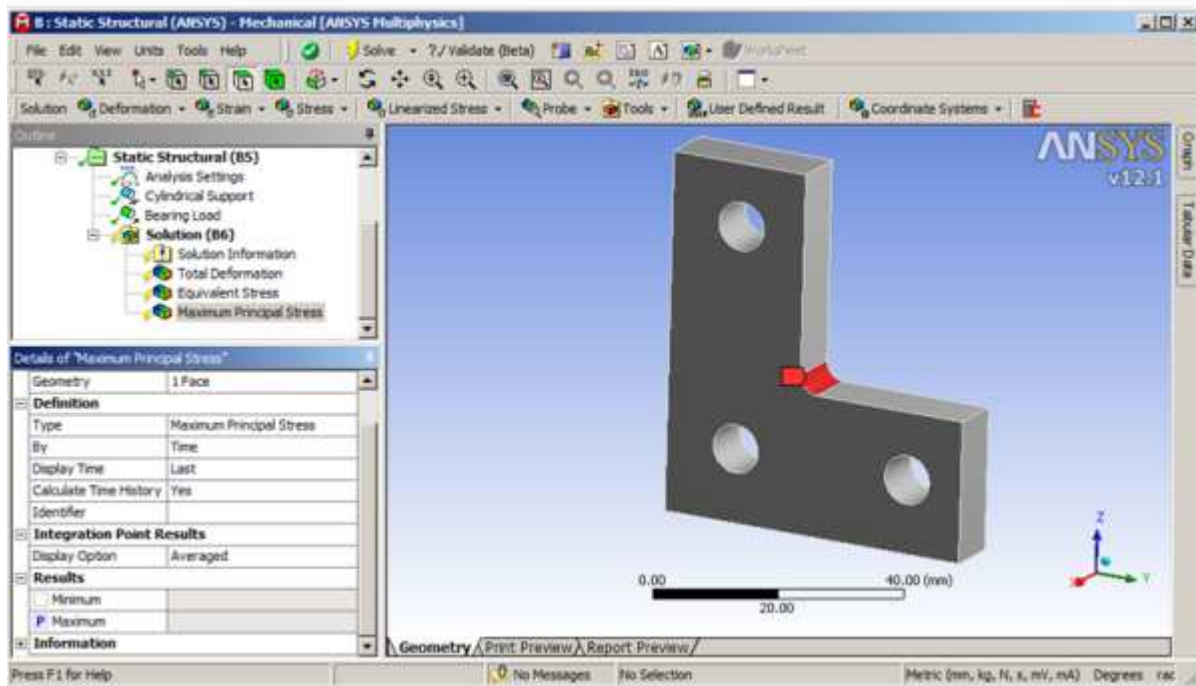 B : Static Structural (ANSYS) - Mechanical [ANSYS Multiphysics]
File Edit View Units Tools Help Solve ?/Validate (Beta) A Worksheet
Solution Deformation Strain Stress Linearized Stress Probe Tools User Defined Result Coordinate Systems
Outline
Static Structural (B5)
Analysis Settings
Cylindrical Support
Bearing Load
Solution (B6)
Solution Information
Total Deformation
Equivalent Stress
Maximum Principal Stress
Details of "Maximum Principal Stress"
Geometry 1 Face
Definition
Type Maximum Principal Stress
By Time
Display Time Last
Calculate Time History Yes
Identifier
Integration Point Results
Display Option Averaged
Results
Minimum
P Maximum
Information
ANSYS
v12.1
Graph
Tabular Data
Z
Y
X
0.00 40.00 (mm)
20.00
Geometry Print Preview Report Preview
Press F1 for Help No Messages No Selection Metric (mm, kg, N, s, mV, mA) Degrees rad